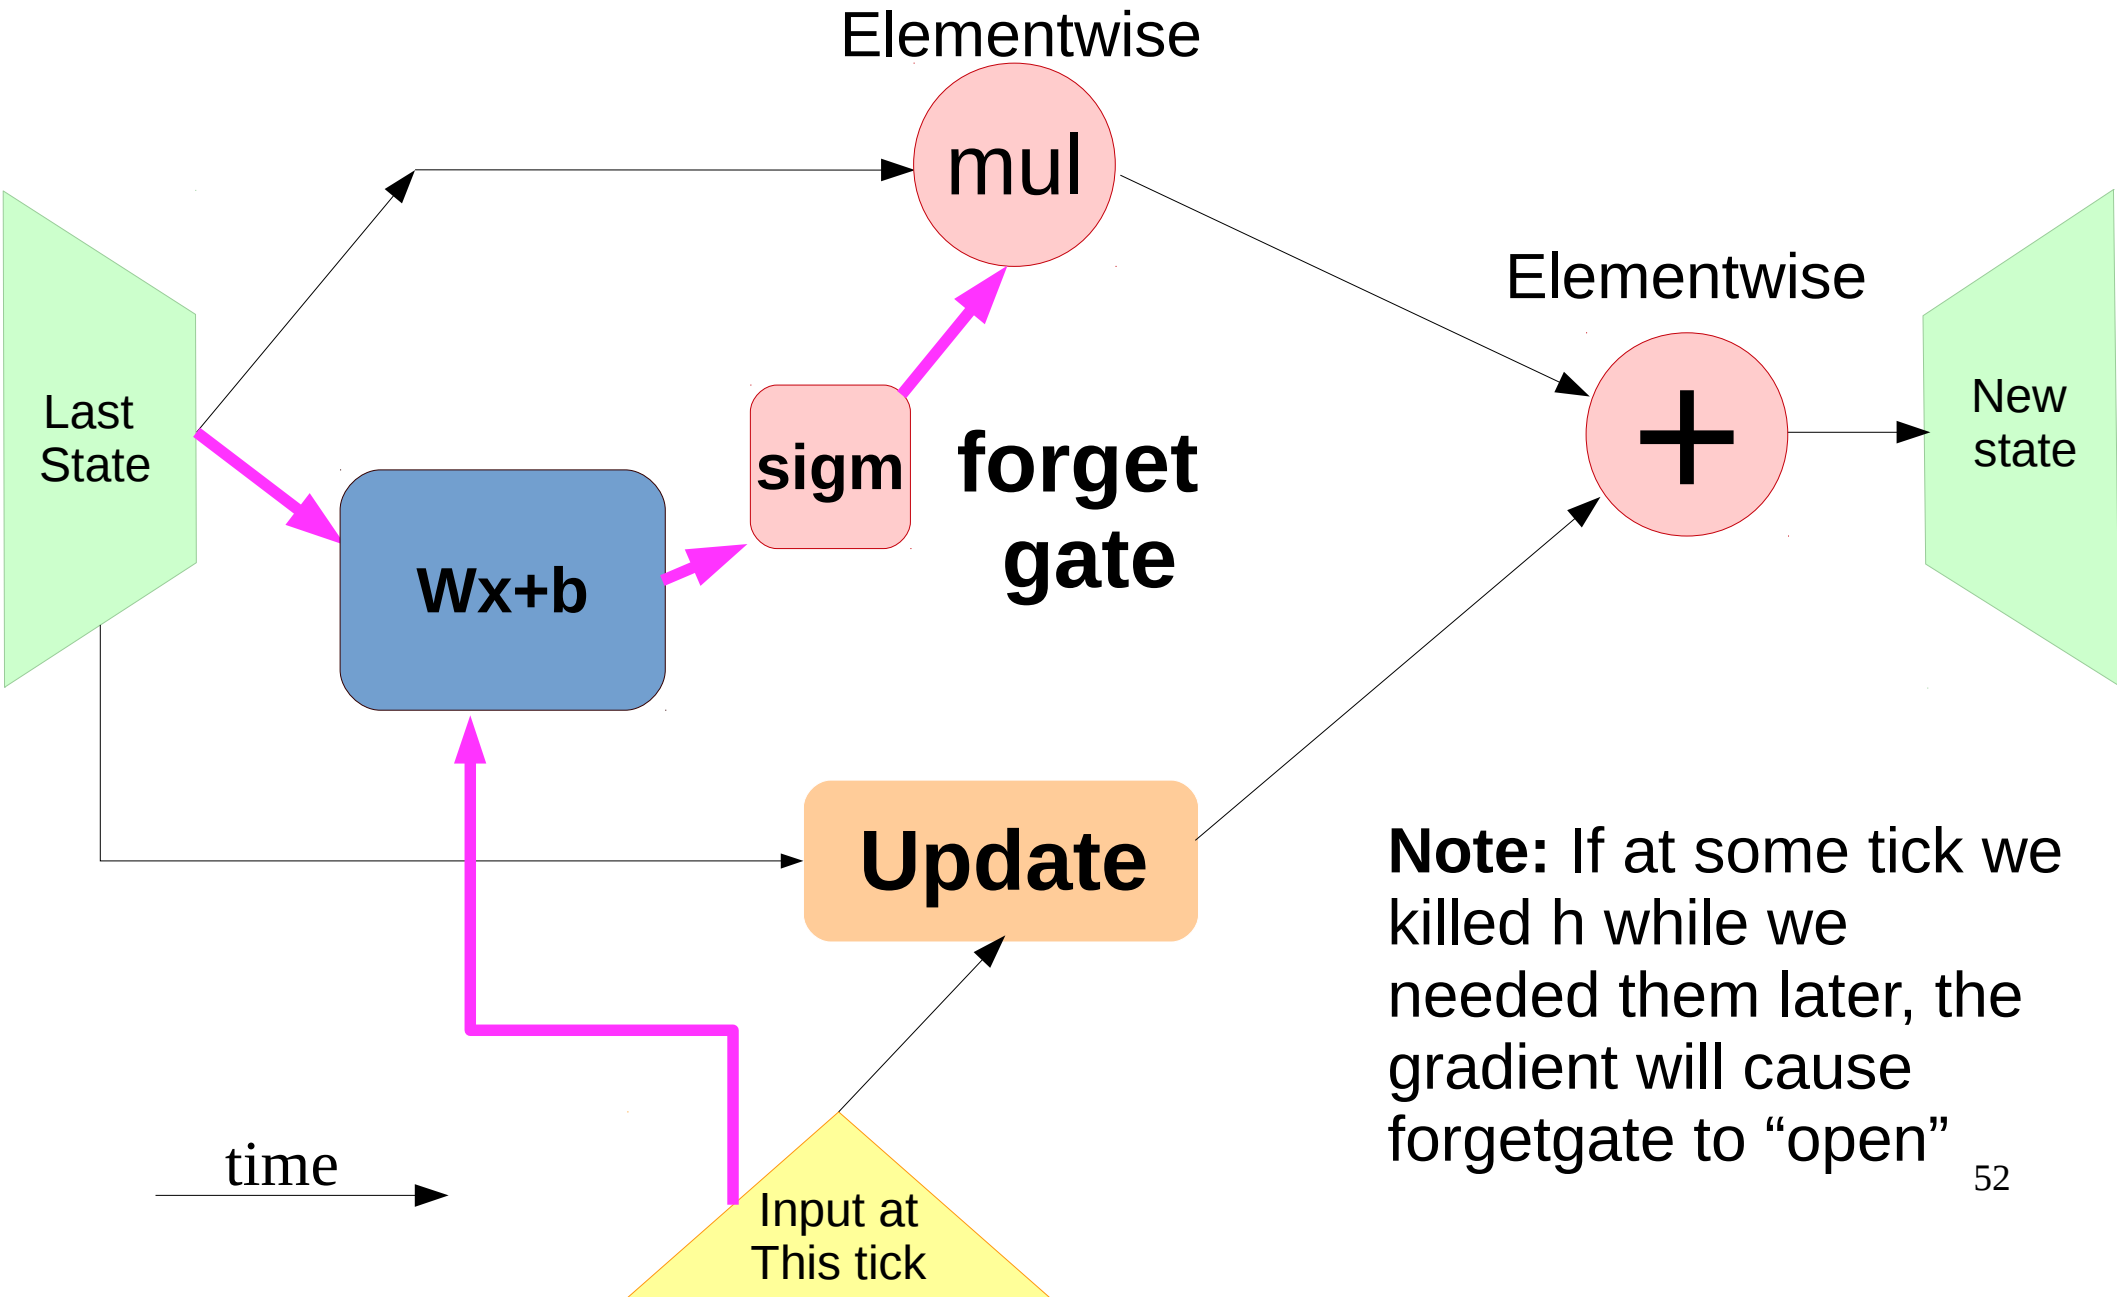 Elementwise
mul
Elementwise
+
Last
State
New
state
sigm
forget
gate
Wx+b
Update
Note: If at some tick we
killed h while we
needed them later, the
gradient will cause
forgetgate to “open”
time
Input at
This tick
52